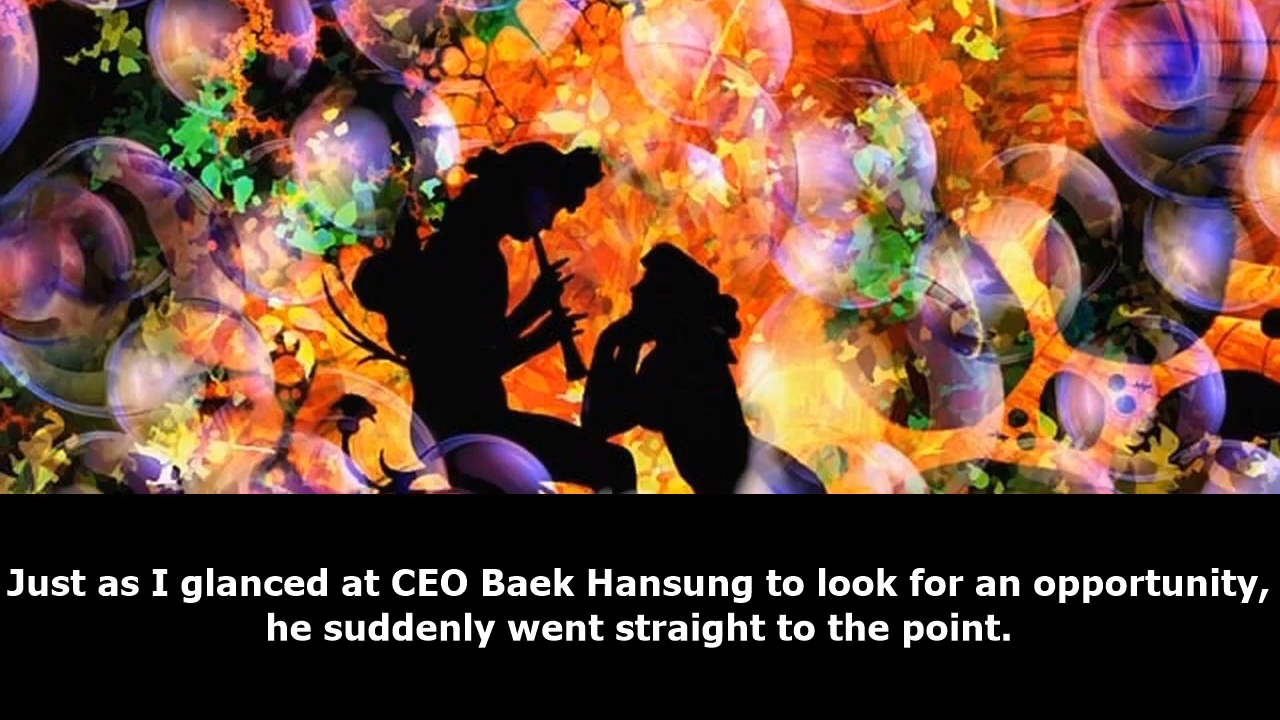 Just as I glanced at CEO Baek Hansung to look for an opportunity,
he suddenly went straight to the point.